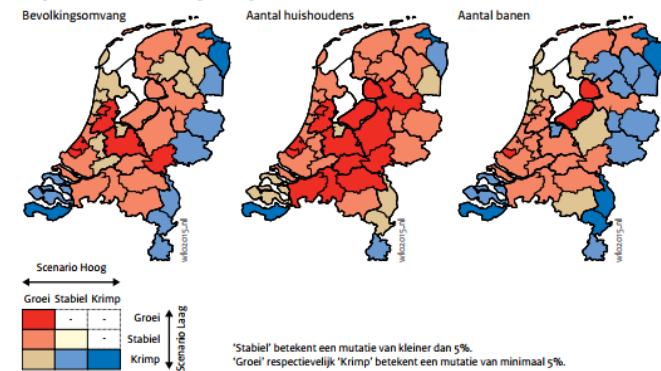 Bevolkingsomvang
Aantal huishoudens
Aantal banen
wlo2015.nl
wlo2015.nl
wlo2015.nl
Scenario Hoog
Groei Stabiel Krimp
- - Groei
- Stabiel
Krimp
Scenario Laag
'Stabiel' betekent een mutatie van kleiner dan 5%.
'Groei' respectievelijk 'Krimp' betekent een mutatie van minimaal 5%.